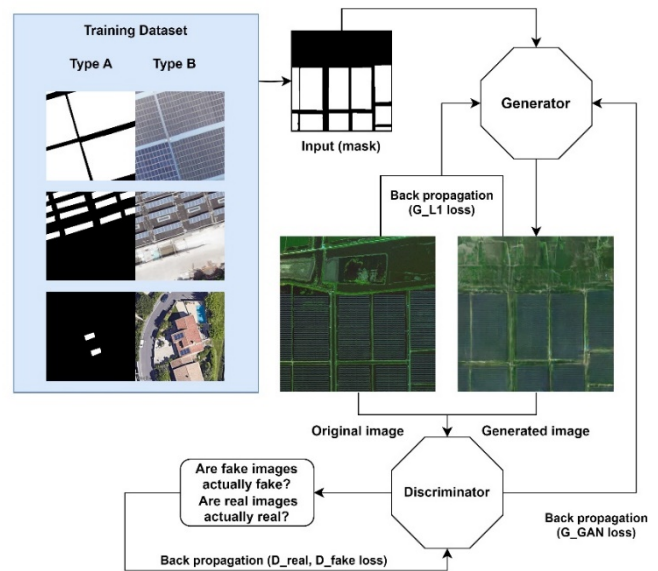 Training Dataset
Type A
Type B
Input (mask)
Generator
Back propagation
(G_L1 loss)
Original image
Generated image
Are fake images
actually fake?
Are real images
actually real?
Discriminator
Back propagation
(G_GAN loss)
Back propagation (D_real, D_fake loss)